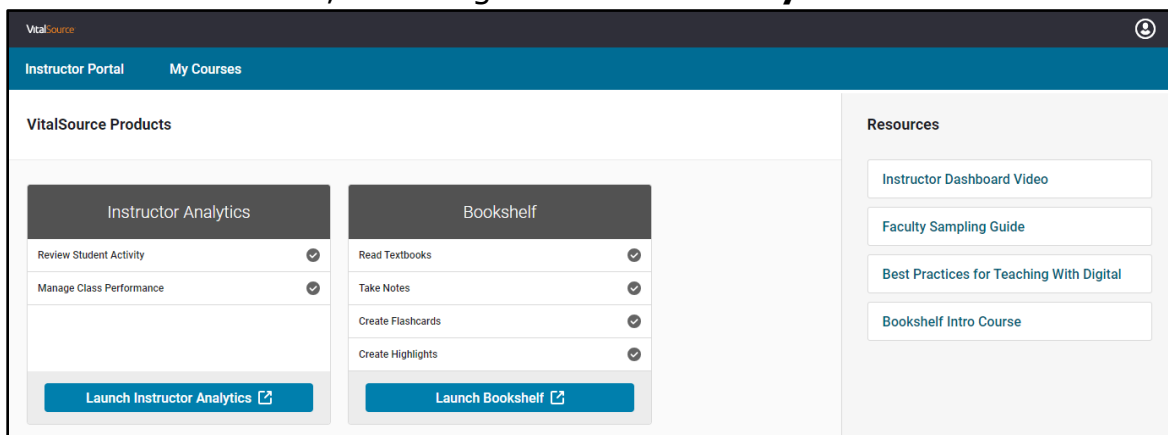 VitalSource
Instructor Portal My Courses
VitalSource Products
Instructor Analytics
Review Student Activity
Manage Class Performance
Launch Instructor Analytics
Bookshelf
Read Textbooks
Take Notes
Create Flashcards
Create Highlights
Launch Bookshelf
Resources
Instructor Dashboard Video
Faculty Sampling Guide
Best Practices for Teaching With Digital
Bookshelf Intro Course